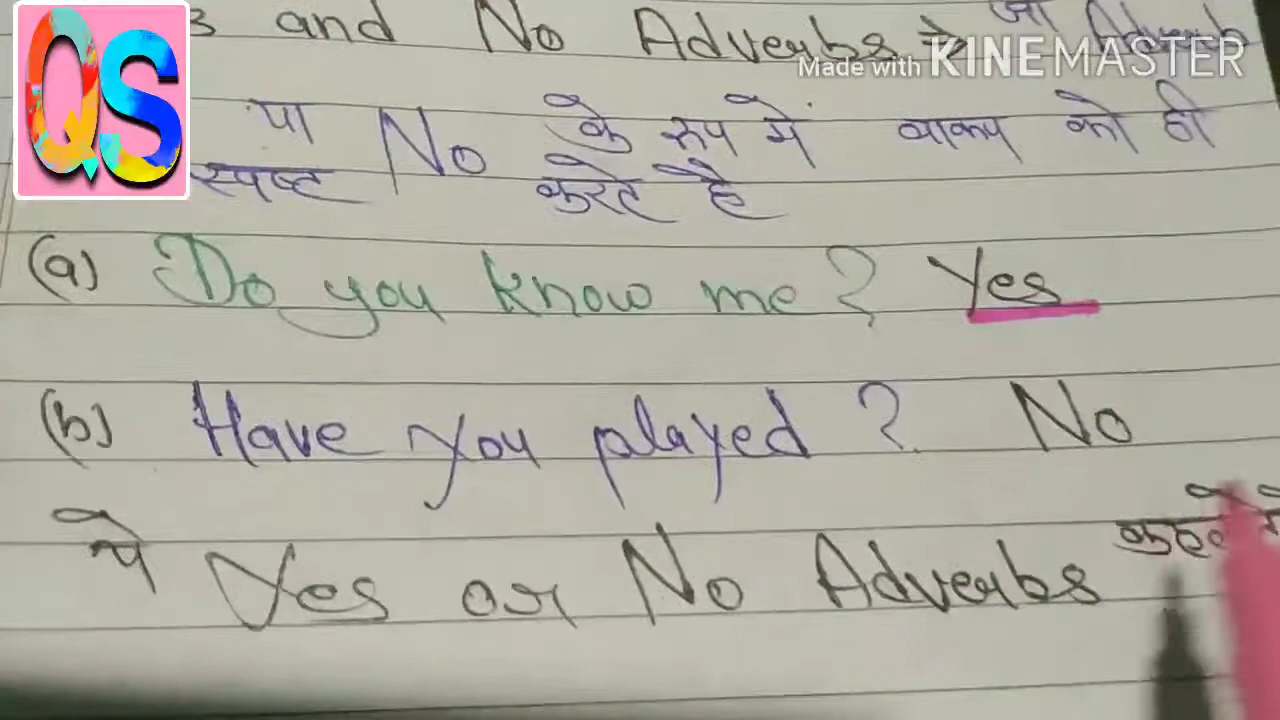 and No Adverbs जो Adverb
Made with KINEMASTER
QS
या No के रूप में वाक्य को ही
स्पष्ट करते है
(a) Do you know me? Yes
(b) Have you played? No
ये Yes or No Adverbs